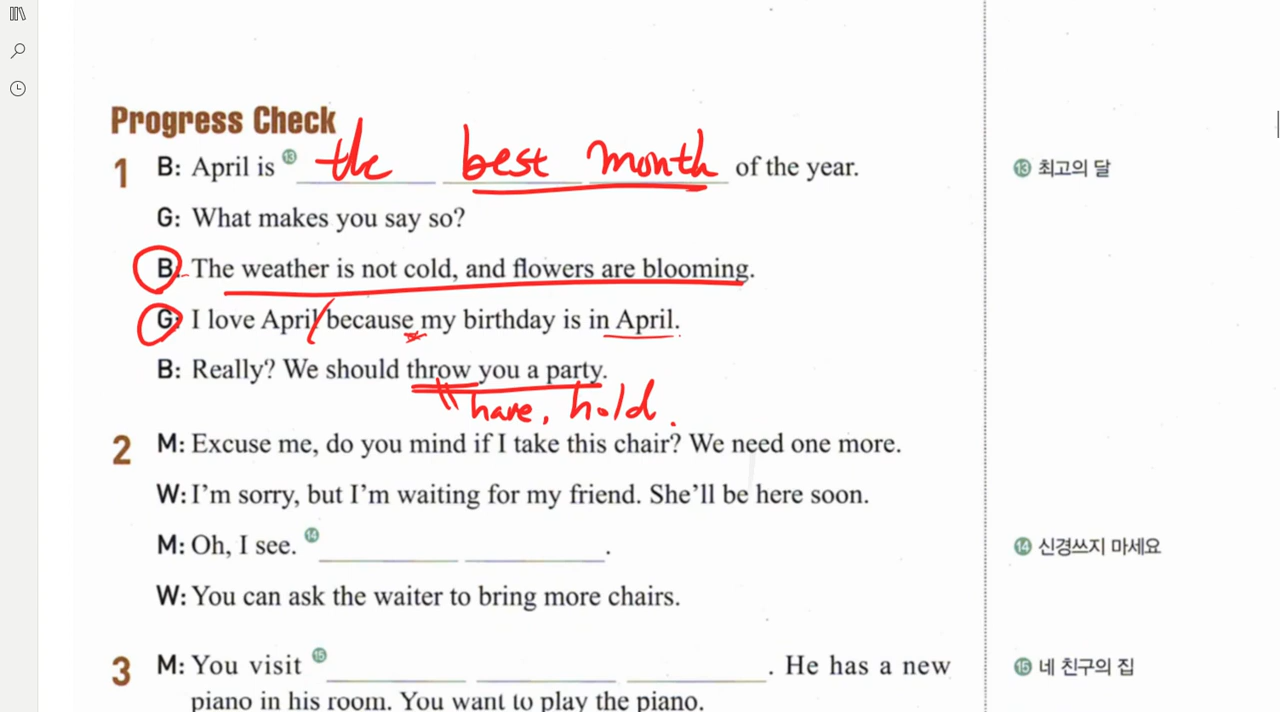 Progress Check
1 B: April is ⑬ the best month of the year.
⑬ 최고의 달
G: What makes you say so?
B: The weather is not cold, and flowers are blooming.
G: I love April/because my birthday is in April.
B: Really? We should throw you a party.
have, hold.
2 M: Excuse me, do you mind if I take this chair? We need one more.
W: I'm sorry, but I'm waiting for my friend. She'll be here soon.
M: Oh, I see. ⑭ ____ ____.
⑭ 신경쓰지 마세요
W: You can ask the waiter to bring more chairs.
3 M: You visit ⑮ ____ ____ ____. He has a new
⑮ 네 친구의 집
piano in his room. You want to play the piano.